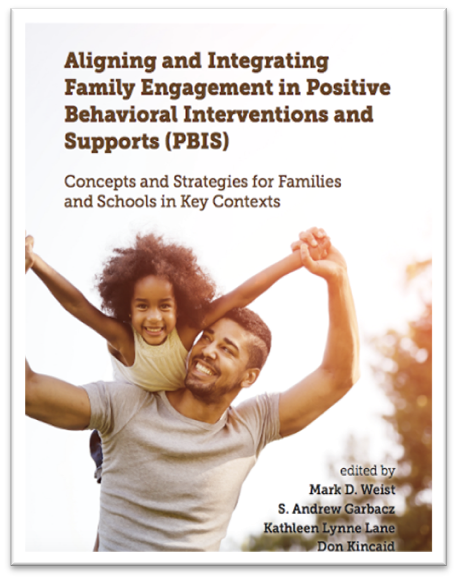 Aligning and Integrating
Family Engagement in Positive
Behavioral Interventions and
Supports (PBIS)
Concepts and Strategies for Families
and Schools in Key Contexts
edited by
Mark D. Weist
S. Andrew Garbacz
Kathleen Lynne Lane
Don Kincaid